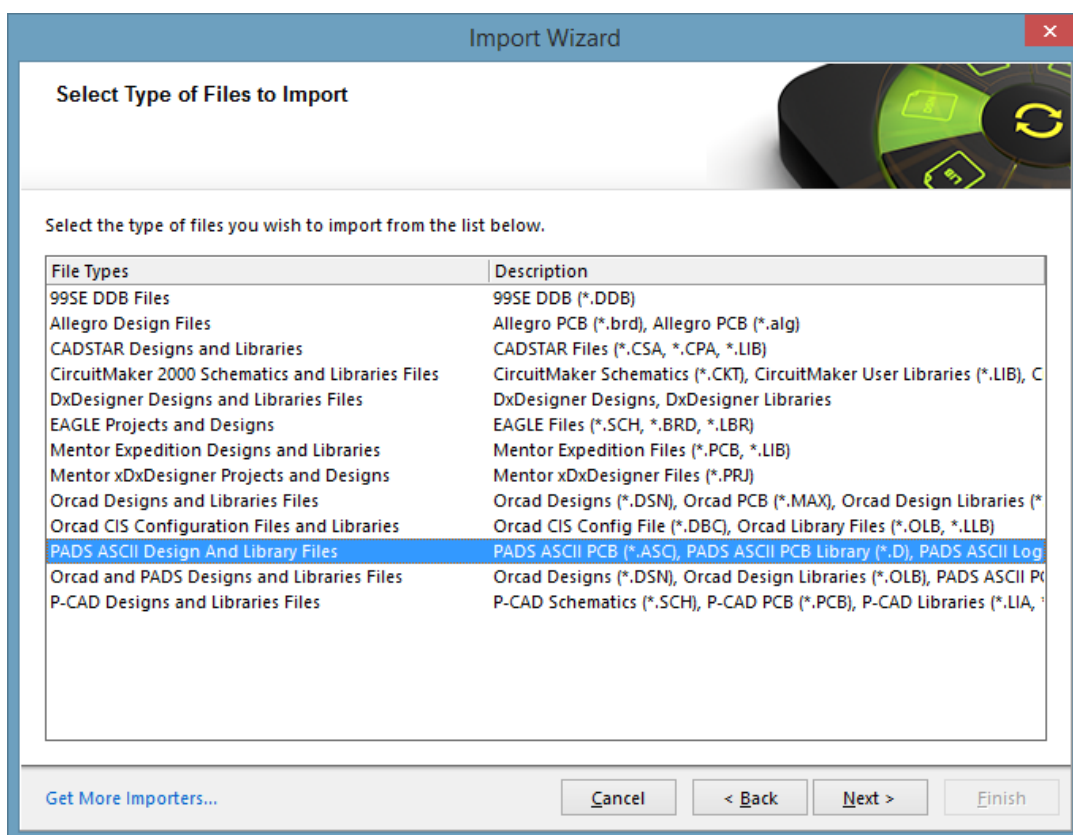 Import Wizard
Select Type of Files to Import
Select the type of files you wish to import from the list below.
File Types Description
99SE DDB Files 99SE DDB (*.DDB)
Allegro Design Files Allegro PCB (*.brd), Allegro PCB (*.alg)
CADSTAR Designs and Libraries CADSTAR Files (*.CSA, *.CPA, *.LIB)
CircuitMaker 2000 Schematics and Libraries Files CircuitMaker Schematics (*.CKT), CircuitMaker User Libraries (*.LIB), C
DxDesigner Designs and Libraries Files DxDesigner Designs, DxDesigner Libraries
EAGLE Projects and Designs EAGLE Files (*.SCH, *.BRD, *.LBR)
Mentor Expedition Designs and Libraries Mentor Expedition Files (*.PCB, *.LIB)
Mentor xDxDesigner Projects and Designs Mentor xDxDesigner Files (*.PRJ)
Orcad Designs and Libraries Files Orcad Designs (*.DSN), Orcad PCB (*.MAX), Orcad Design Libraries (*
Orcad CIS Configuration Files and Libraries Orcad CIS Config File (*.DBC), Orcad Library Files (*.OLB, *.LLB)
PADS ASCII Design And Library Files PADS ASCII PCB (*.ASC), PADS ASCII PCB Library (*.D), PADS ASCII Log
Orcad and PADS Designs and Libraries Files Orcad Designs (*.DSN), Orcad Design Libraries (*.OLB), PADS ASCII P
P-CAD Designs and Libraries Files P-CAD Schematics (*.SCH), P-CAD PCB (*.PCB), P-CAD Libraries (*.LIA, *
Get More Importers... Cancel < Back Next > Finish